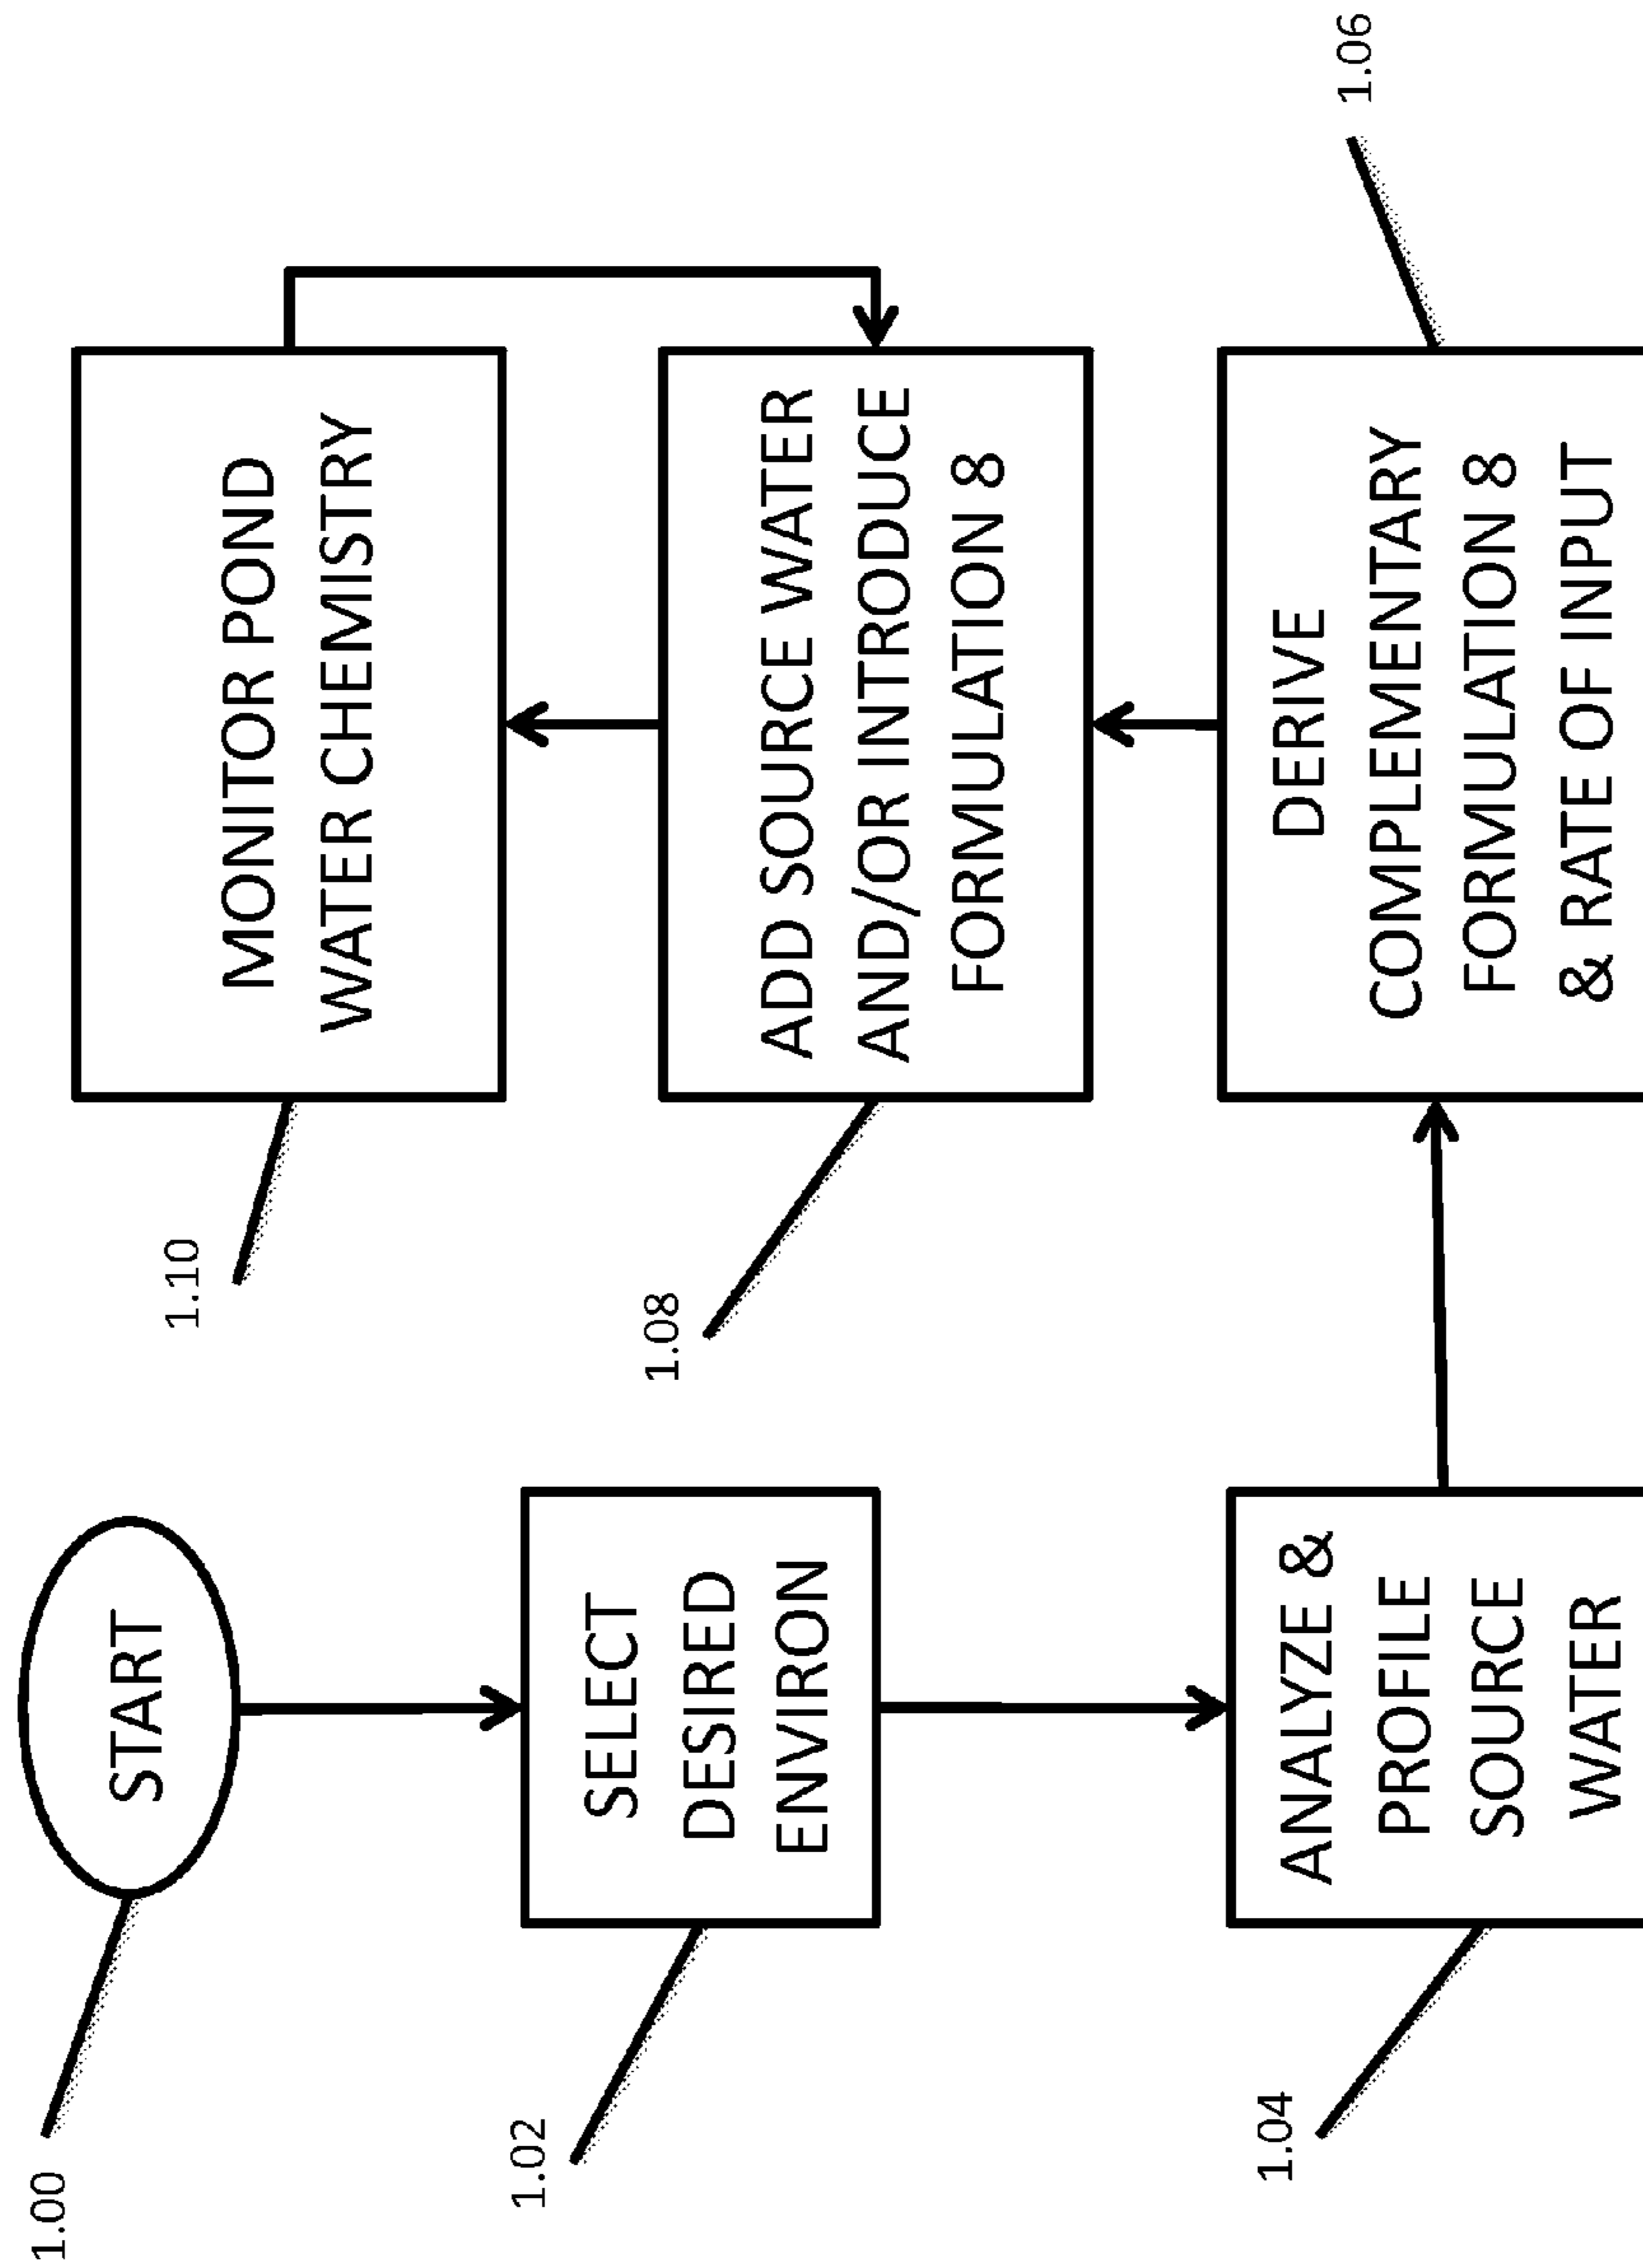 1.00
START
1.02
SELECT
DESIRED
ENVIRON
1.04
ANALYZE &
PROFILE
SOURCE
WATER
1.06
DERIVE
COMPLEMENTARY
FORMULATION 8
& RATE OF INPUT
1.08
ADD SOURCE WATER
AND/OR INTRODUCE
FORMULATION 8
1.10
MONITOR POND
WATER CHEMISTRY